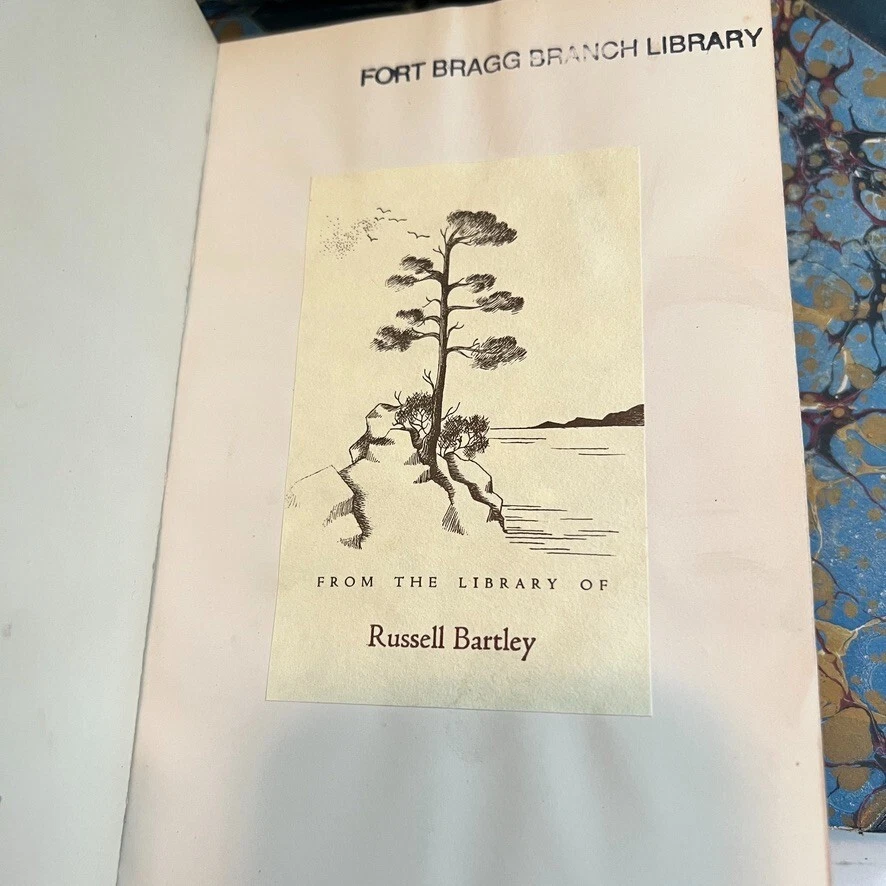 FORT BRAGG BRANCH LIBRARY
FROM THE LIBRARY OF
Russell Bartley